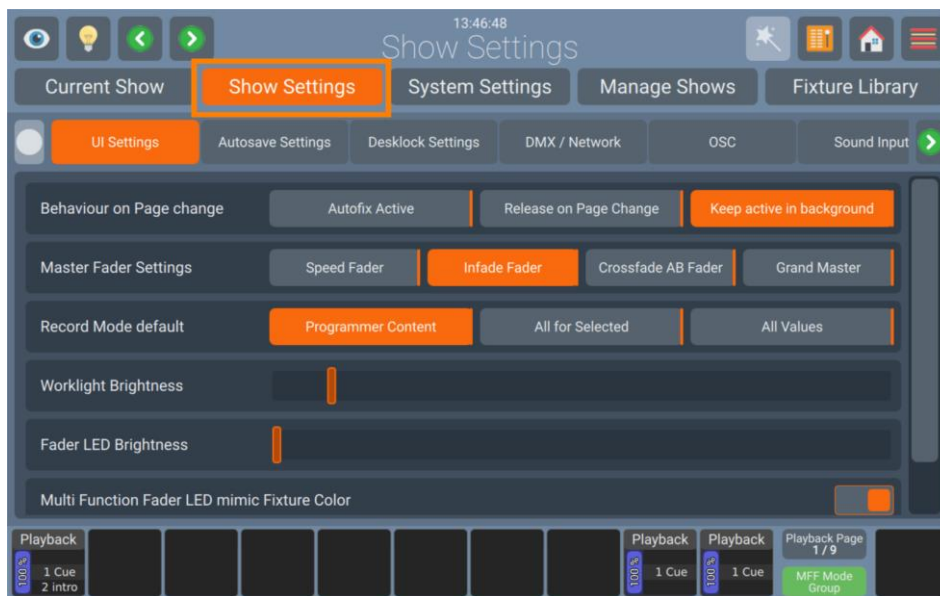 13:46:48
Show Settings
Current Show
Show Settings
System Settings
Manage Shows
Fixture Library
UI Settings
Autosave Settings
Desklock Settings
DMX / Network
OSC
Sound Input
Behaviour on Page change
Autofix Active
Release on Page Change
Keep active in background
Master Fader Settings
Speed Fader
Infade Fader
Crossfade AB Fader
Grand Master
Record Mode default
Programmer Content
All for Selected
All Values
Worklight Brightness
Fader LED Brightness
Multi Function Fader LED mimic Fixture Color
Playback
100 %
1 Cue
2 intro
Playback
100 %
1 Cue
Playback
100 %
1 Cue
Playback Page
1 / 9
MFF Mode
Group